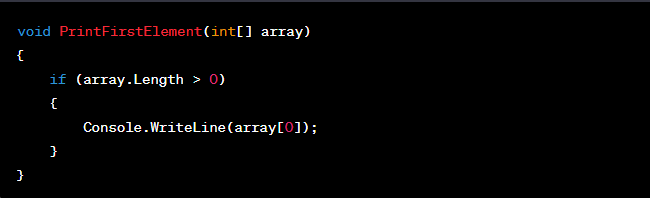 void PrintFirstElement(int[] array)
{
    if (array.Length > 0)
    {
        Console.WriteLine(array[0]);
    }
}